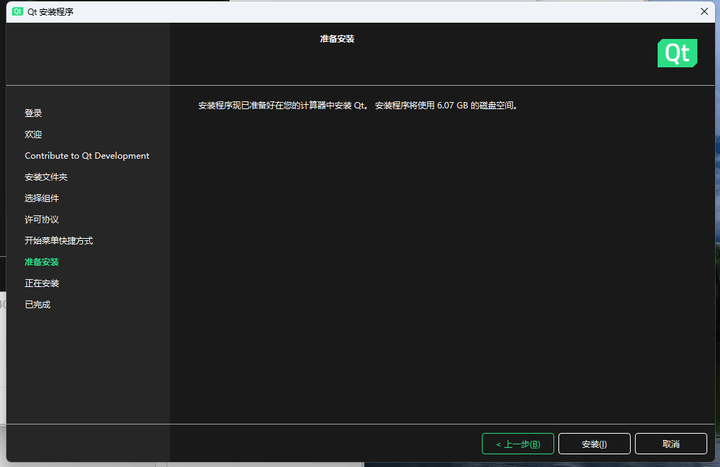 Qt Qt 安装程序
准备安装
Qt
安装程序现已准备好在您的计算器中安装 Qt。 安装程序将使用 6.07 GB 的磁盘空间。
登录
欢迎
Contribute to Qt Development
安装文件夹
选择组件
许可协议
开始菜单快捷方式
准备安装
正在安装
已完成
< 上一步(B)
安装(I)
取消